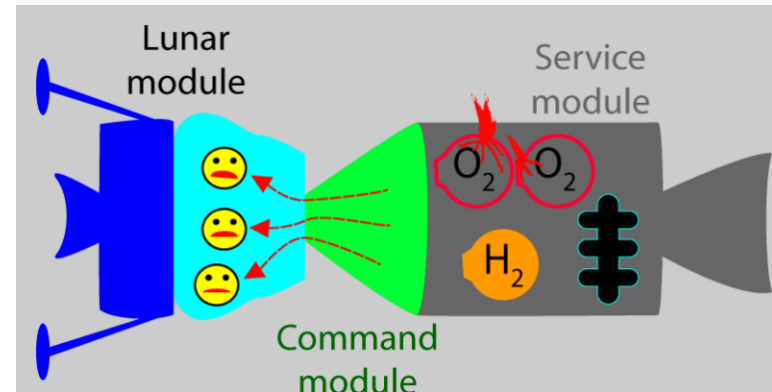 Lunar
module
Service
module
O2
O2
H2
Command
module